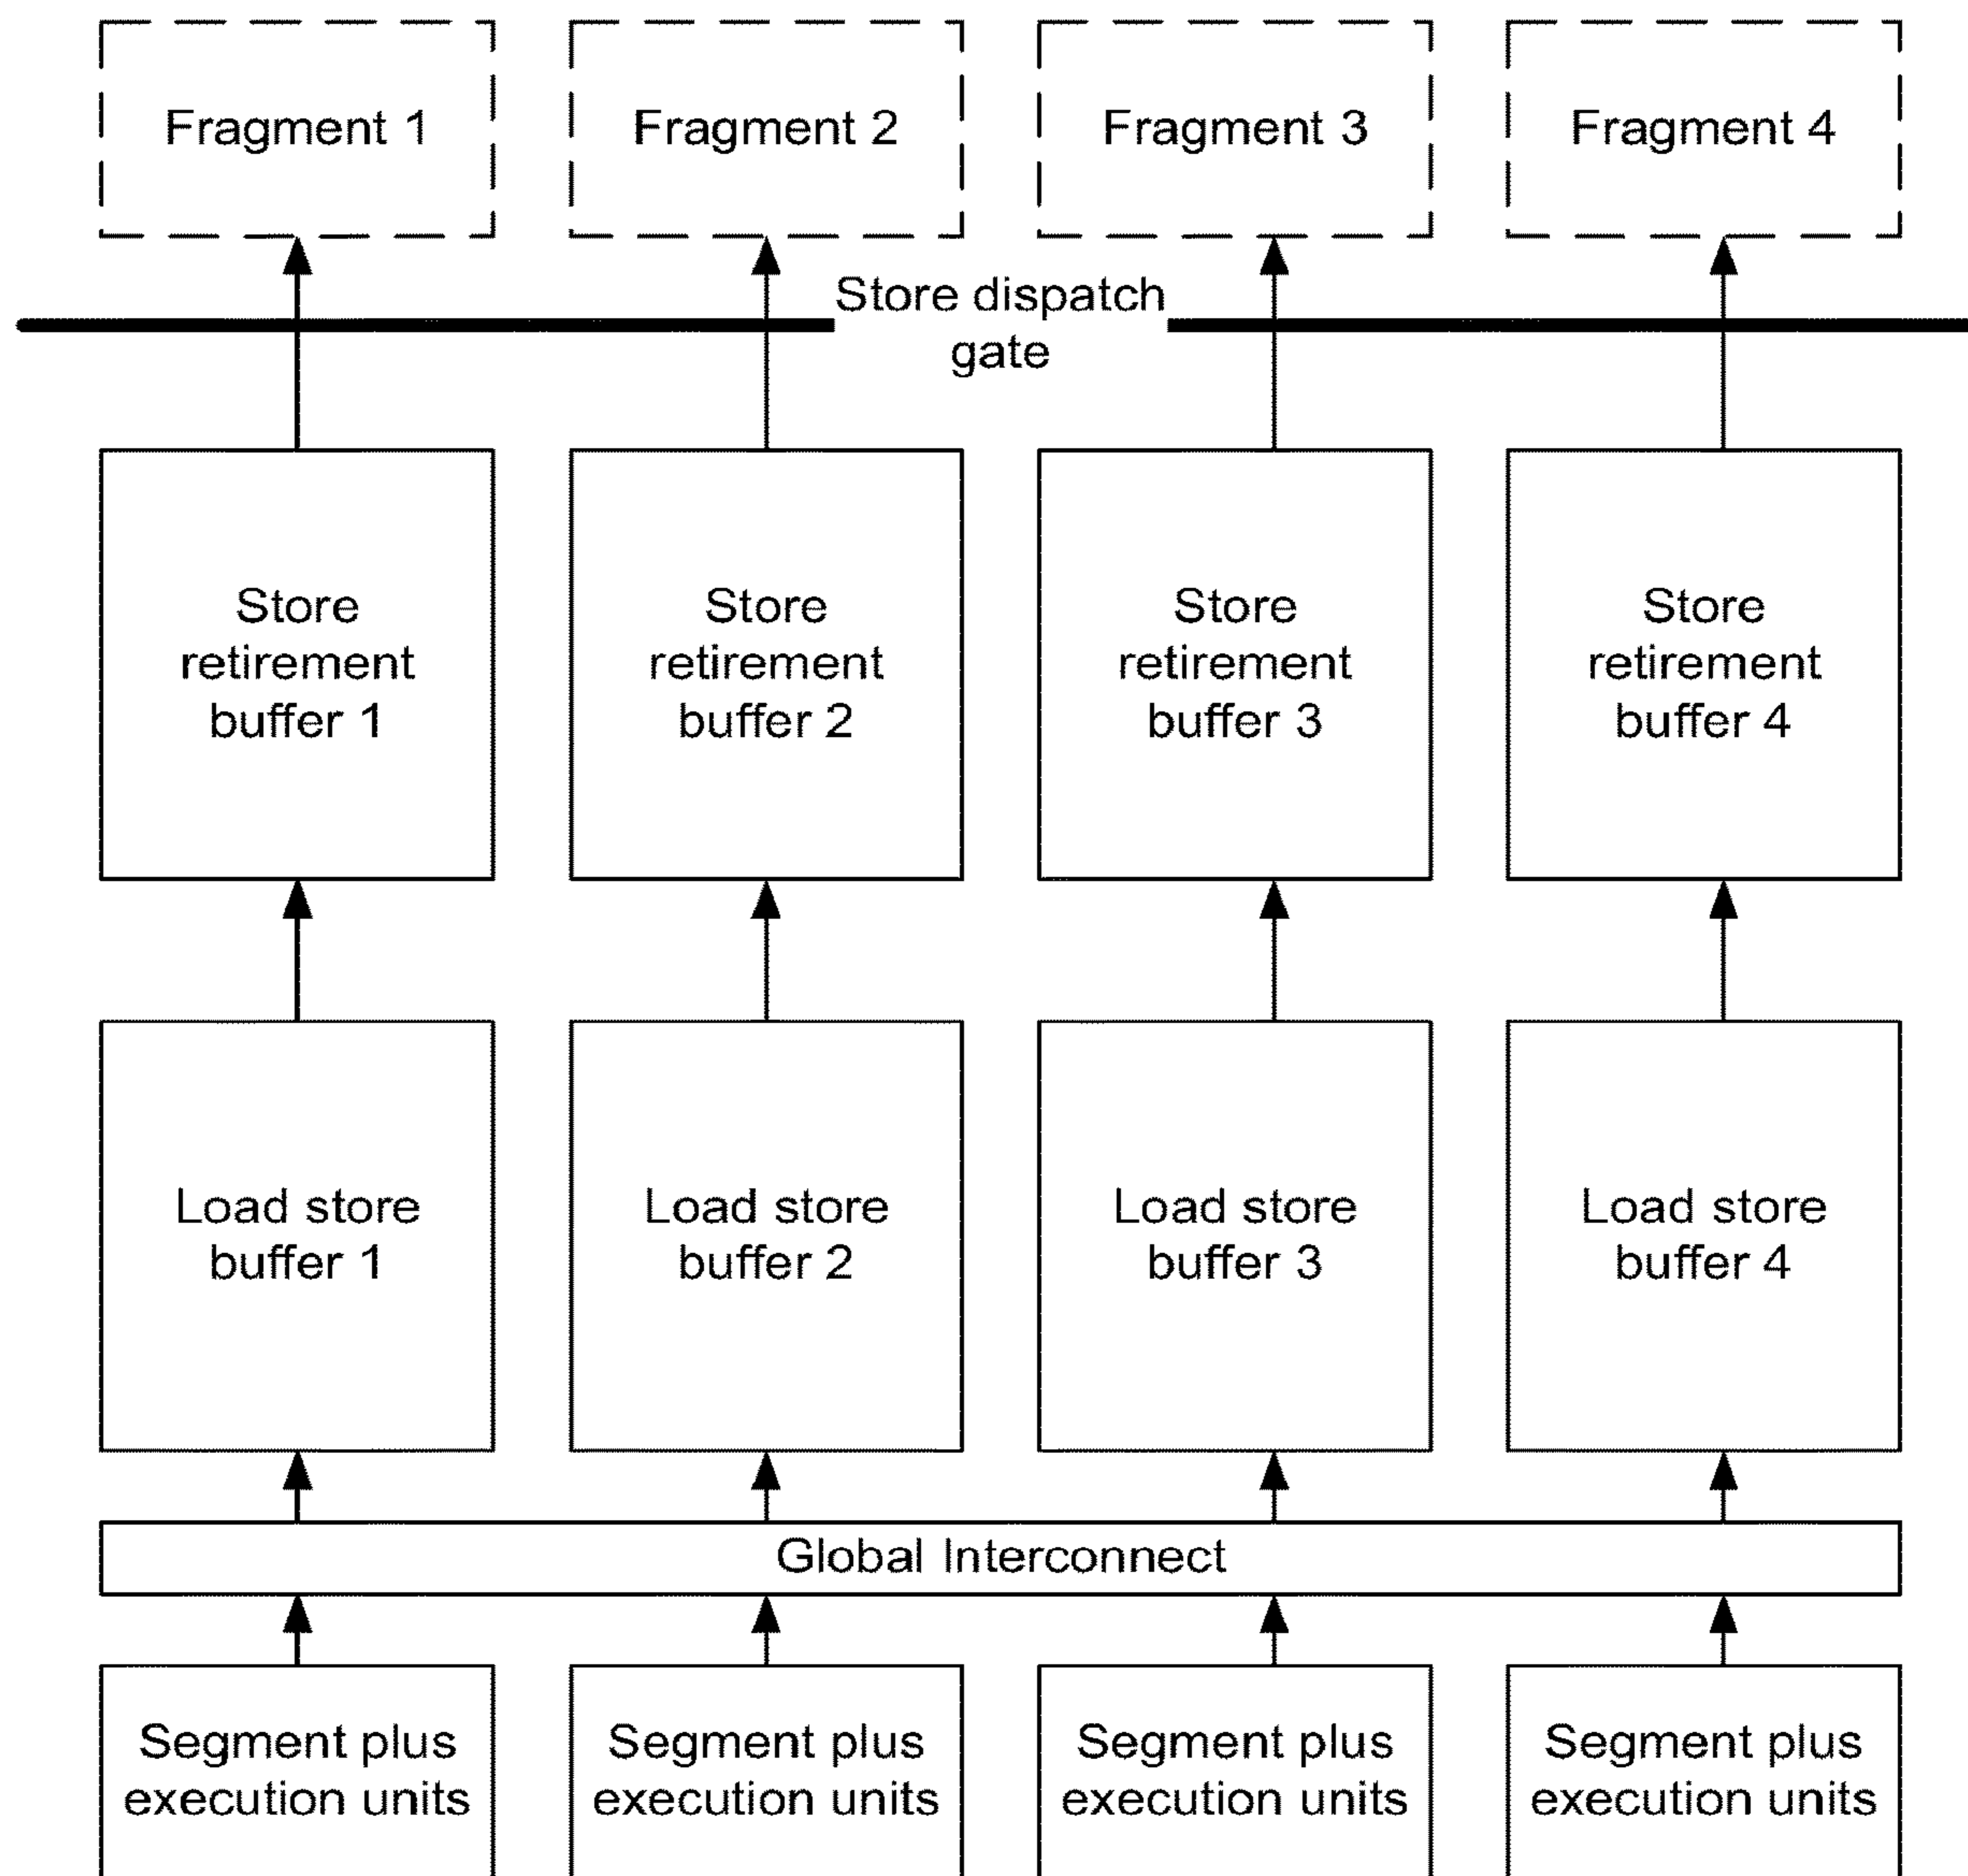 Fragment 1
Fragment 2
Fragment 3
Fragment 4
Store dispatch
gate
Store
retirement
buffer 1
Store
retirement
buffer 2
Store
retirement
buffer 3
Store
retirement
buffer 4
Load store
buffer 1
Load store
buffer 2
Load store
buffer 3
Load store
buffer 4
Global Interconnect
Segment plus
execution units
Segment plus
execution units
Segment plus
execution units
Segment plus
execution units